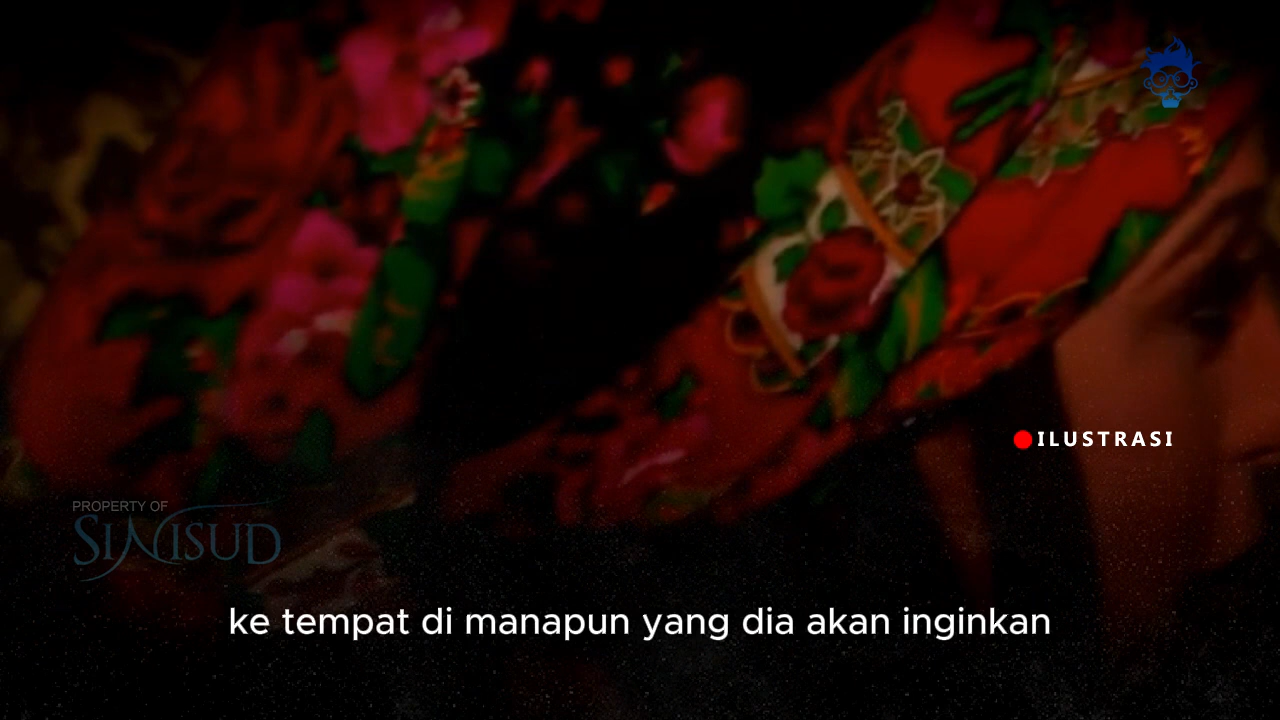 ILUSTRASI
PROPERTY OF
SINISUD
ke tempat di manapun yang dia akan inginkan